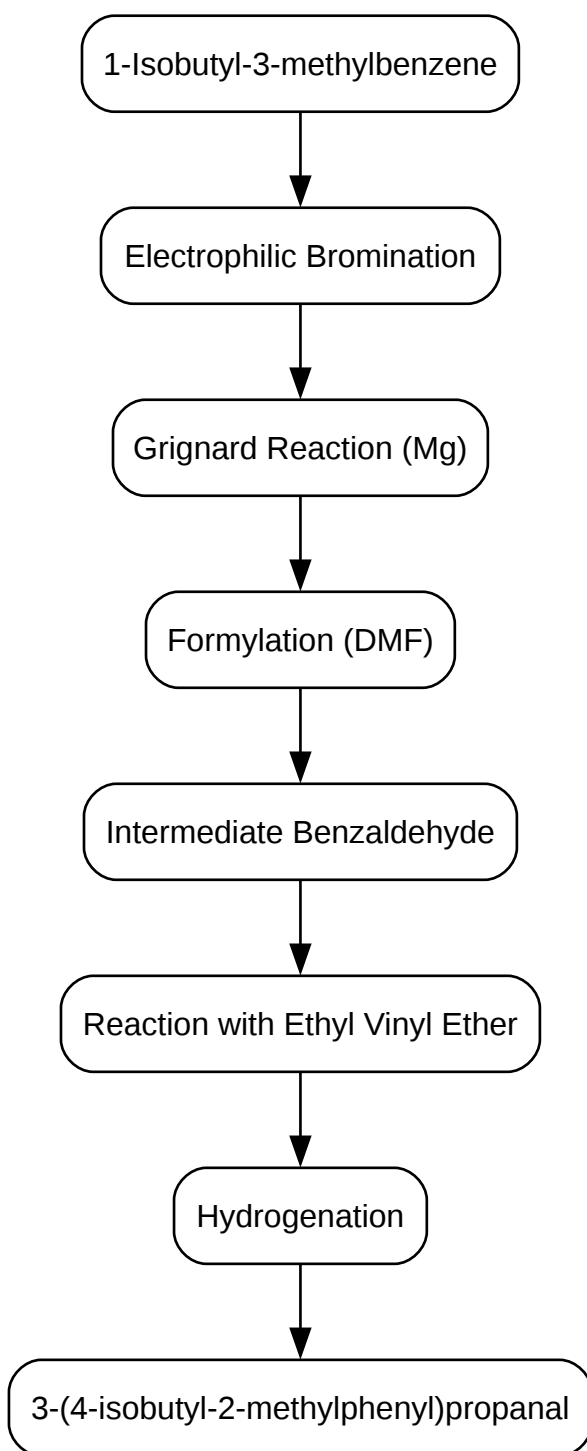 1-Isobutyl-3-methylbenzene
Electrophilic Bromination
Grignard Reaction (Mg)
Formylation (DMF)
Intermediate Benzaldehyde
Reaction with Ethyl Vinyl Ether
Hydrogenation
3-(4-isobutyl-2-methylphenyl)propanal